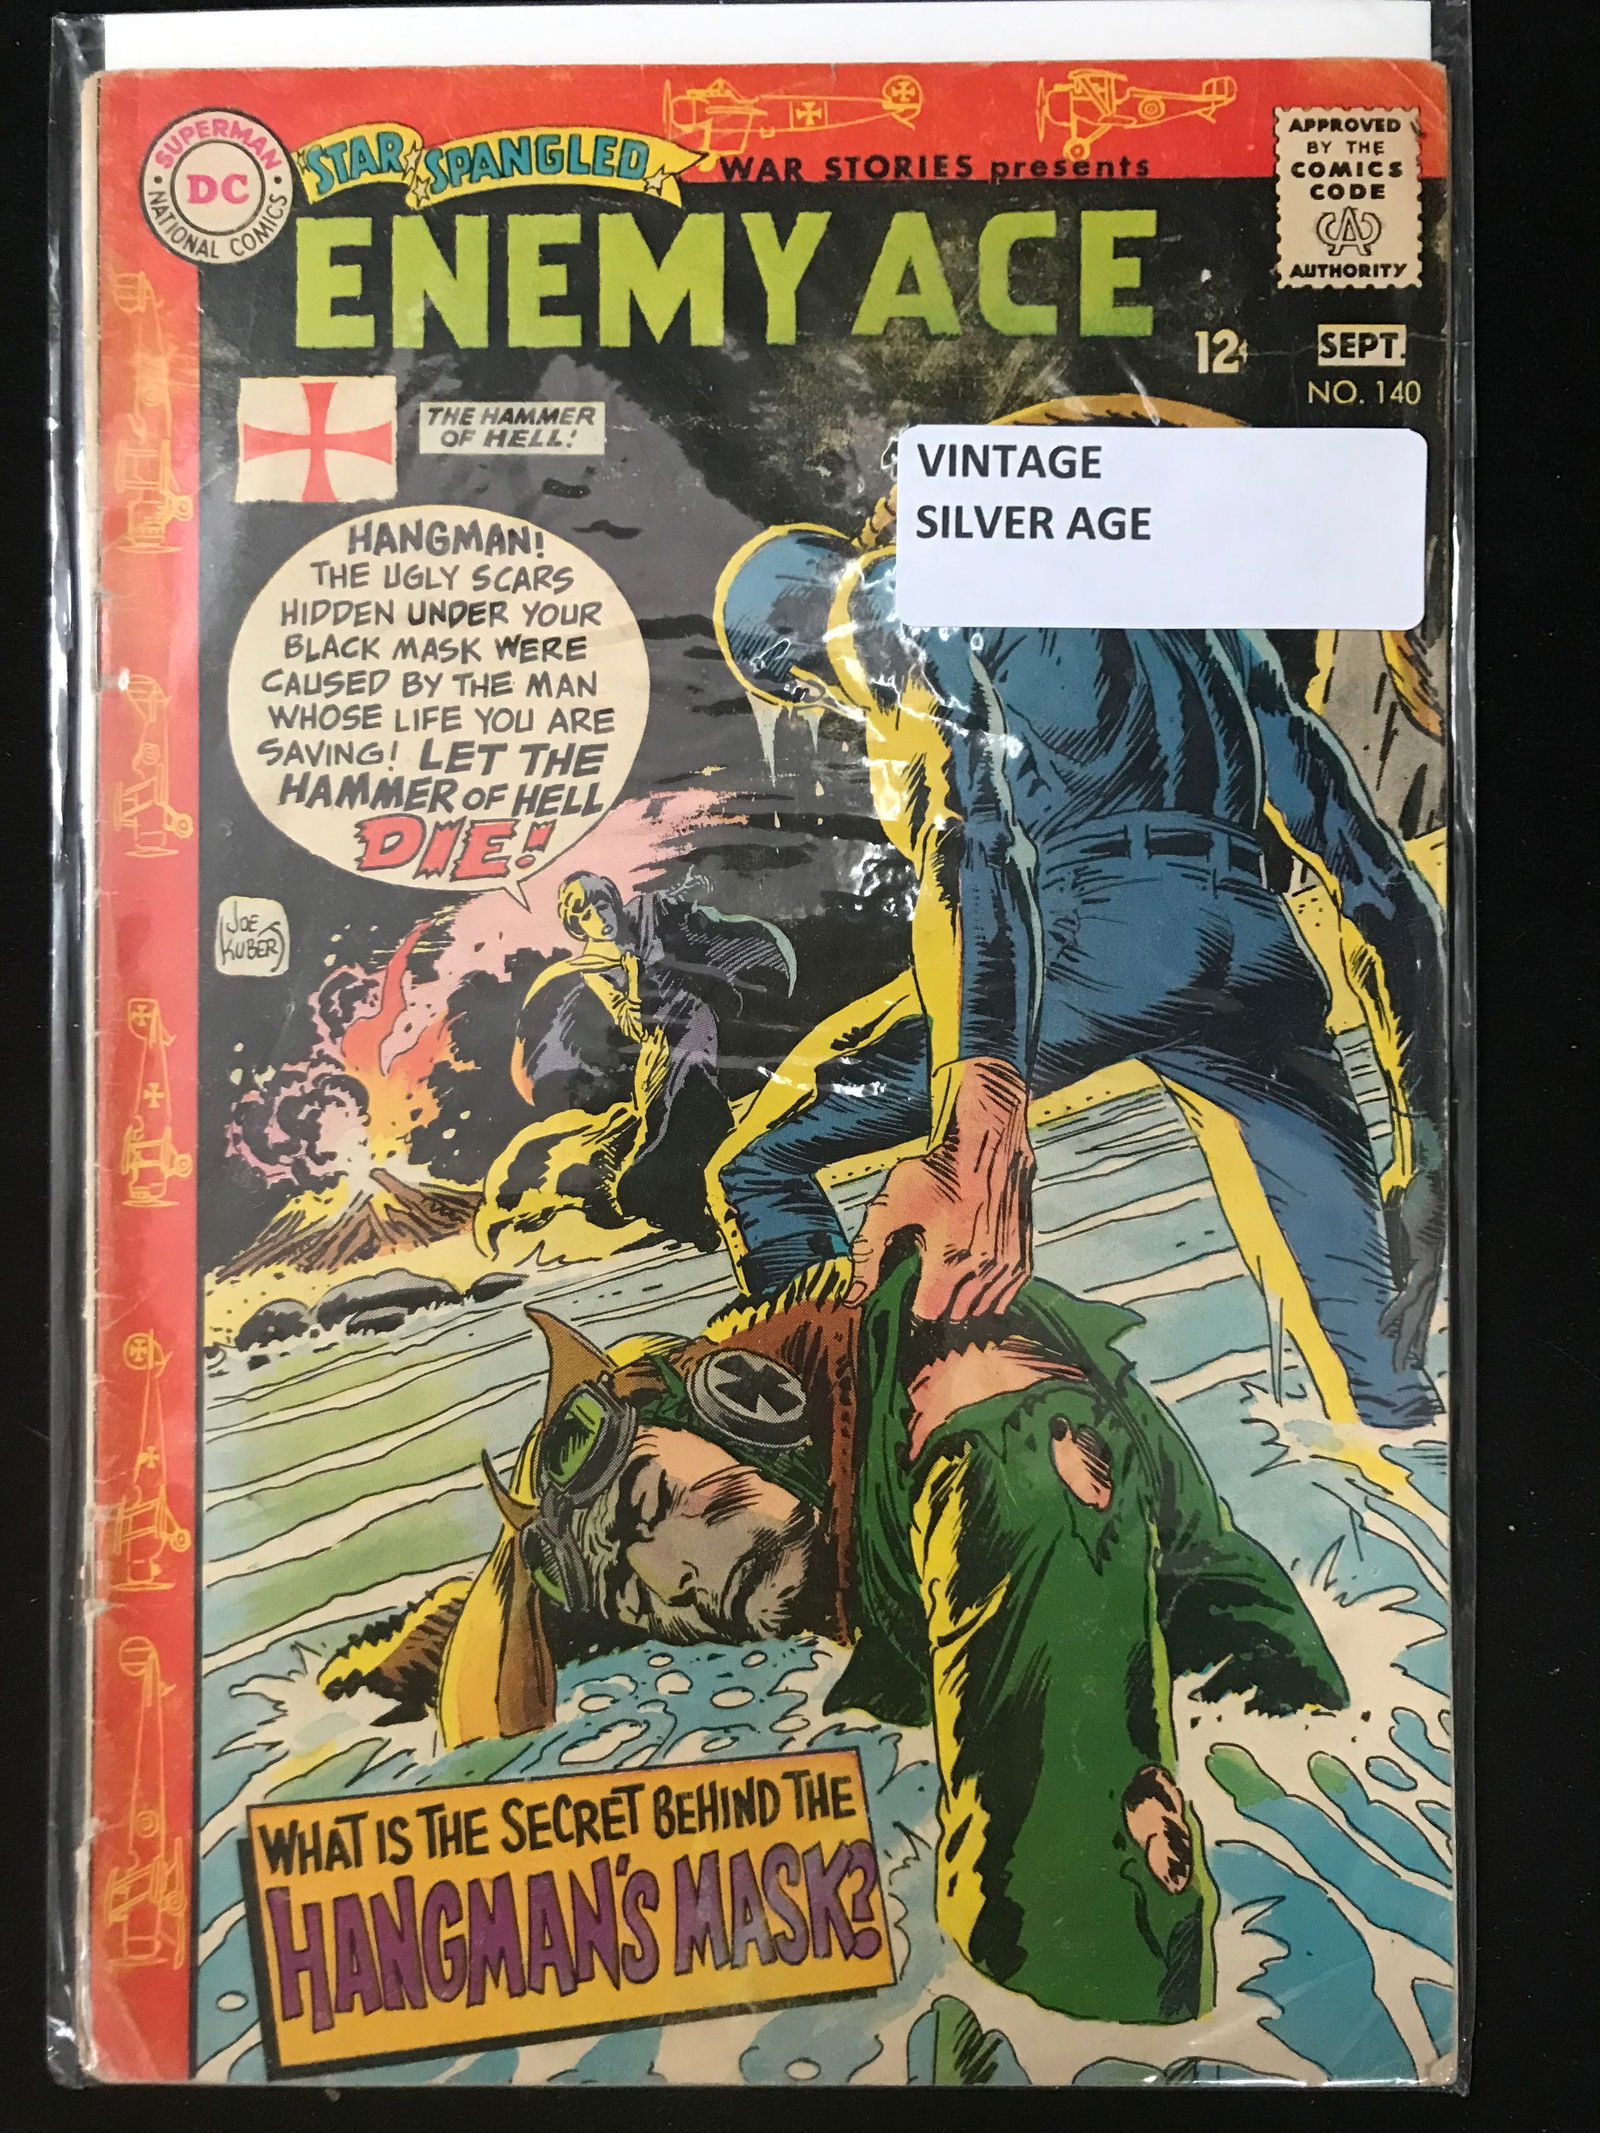 SUPERMAN
DC
NATIONAL COMICS
STAR SPANGLED
WAR STORIES presents
ENEMY ACE
APPROVED
BY THE
COMICS
CODE
CA
AUTHORITY
12¢
SEPT.
NO. 140
THE HAMMER
OF HELL!
VINTAGE
SILVER AGE
HANGMAN!
THE UGLY SCARS
HIDDEN UNDER YOUR
BLACK MASK WERE
CAUSED BY THE MAN
WHOSE LIFE YOU ARE
SAVING! LET THE
HAMMER OF HELL
DIE!
JOE
KUBERT
WHAT IS THE SECRET BEHIND THE
HANGMAN'S MASK?